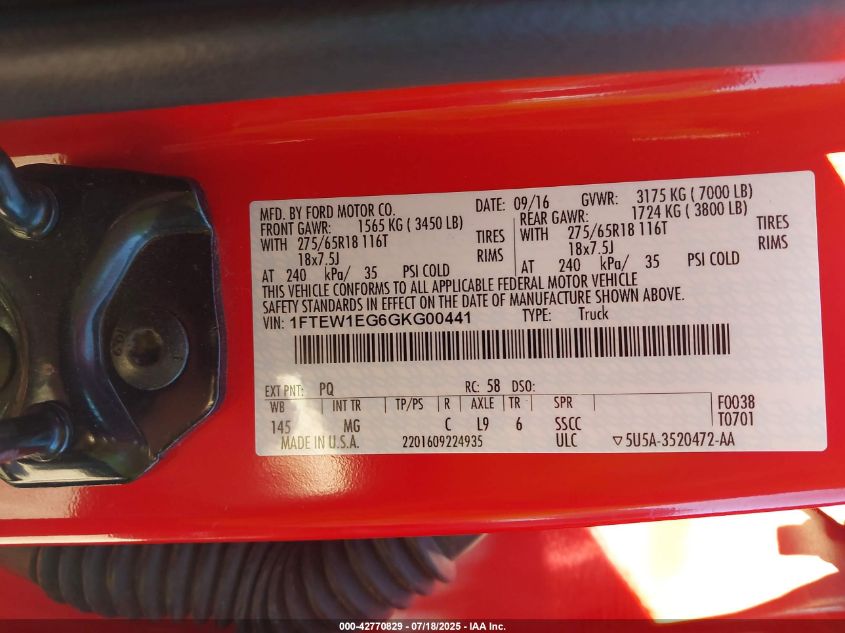 MFD. BY FORD MOTOR CO. DATE: 09/16 GVWR: 3175 KG ( 7000 LB)
FRONT GAWR: 1565 KG ( 3450 LB) REAR GAWR: 1724 KG ( 3800 LB)
WITH 275/65R18 116T TIRES WITH 275/65R18 116T TIRES
18x7.5J RIMS 18x7.5J RIMS
AT 240 kPa/ 35 PSI COLD AT 240 kPa/ 35 PSI COLD
THIS VEHICLE CONFORMS TO ALL APPLICABLE FEDERAL MOTOR VEHICLE
SAFETY STANDARDS IN EFFECT ON THE DATE OF MANUFACTURE SHOWN ABOVE.
VIN: 1FTEW1EG6GKG00441 TYPE: Truck
EXT PNT: PQ RC: 58 DSO:
WB INT TR TP/PS R AXLE TR SPR F0038
145 MG C L9 6 SSCC T0701
MADE IN U.S.A. 2201609224935 ULC ▽5U5A-3520472-AA
000-42770829 - 07/18/2025 - IAA Inc.